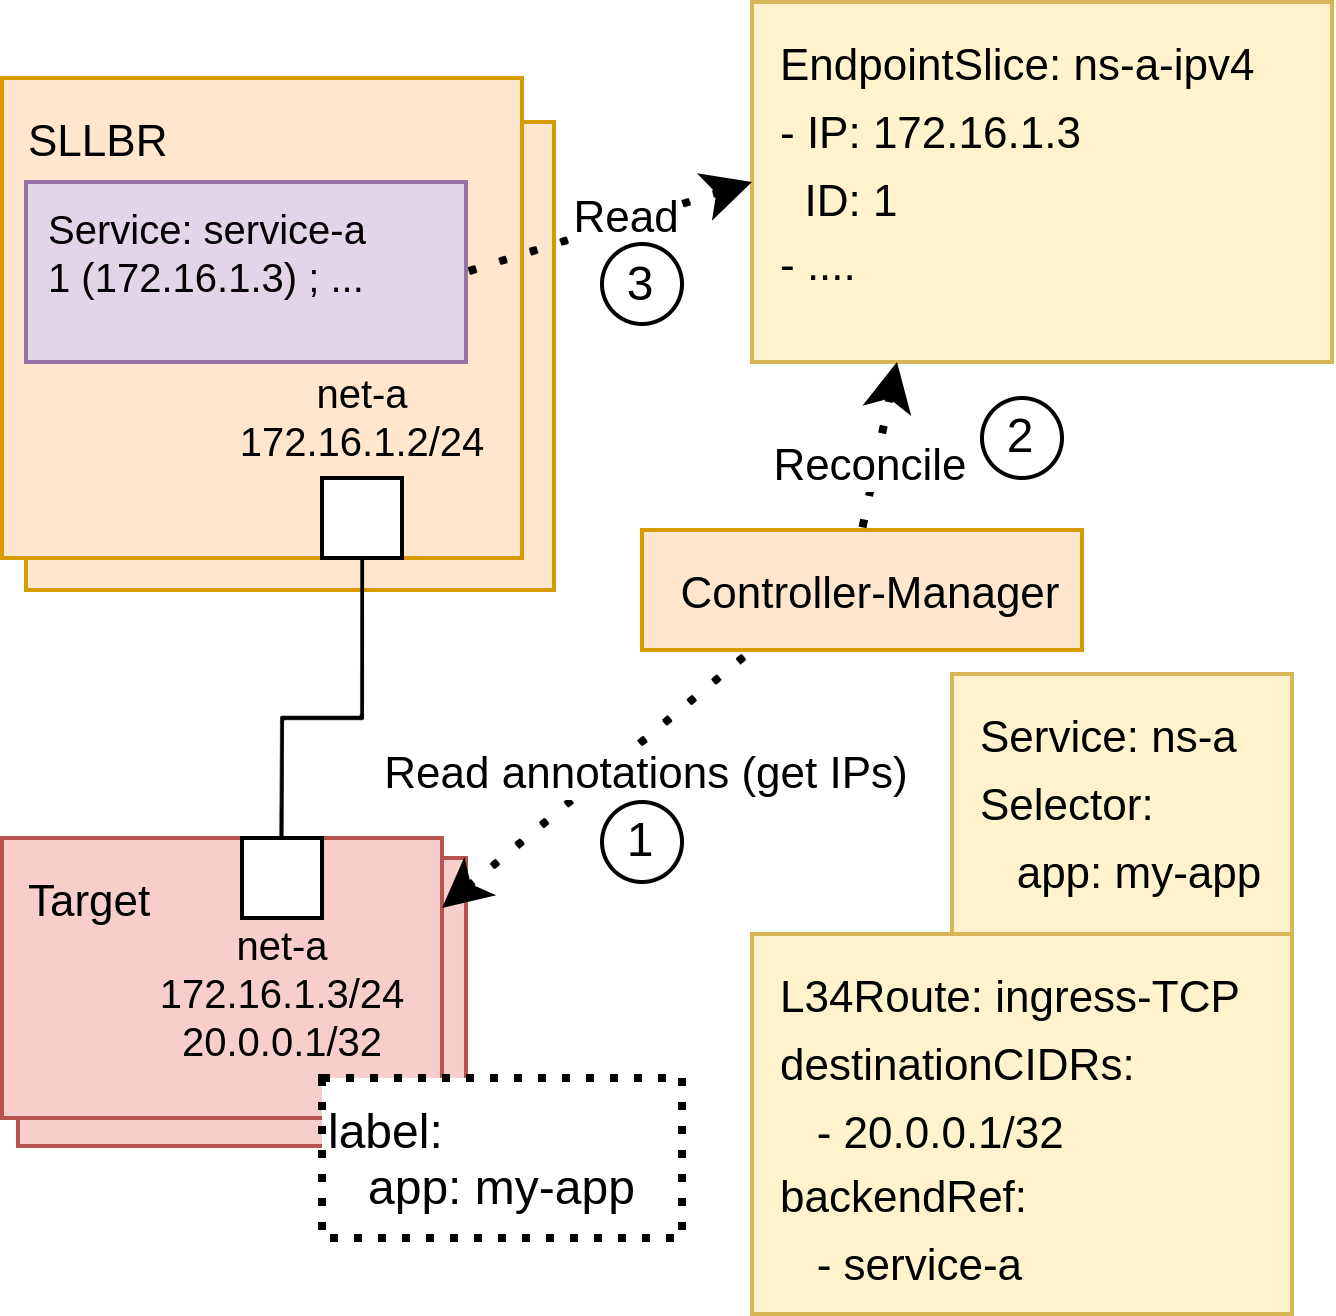 EndpointSlice: ns-a-ipv4
- IP: 172.16.1.3
ID: 1
- ....
SLLBR
Service: service-a
1 (172.16.1.3) ; ...
net-a
172.16.1.2/24
Read
3
2
Reconcile
Controller-Manager
Read annotations (get IPs)
1
Target
net-a
172.16.1.3/24
20.0.0.1/32
label:
app: my-app
Service: ns-a
Selector:
app: my-app
L34Route: ingress-TCP
destinationCIDRs:
- 20.0.0.1/32
backendRef:
- service-a